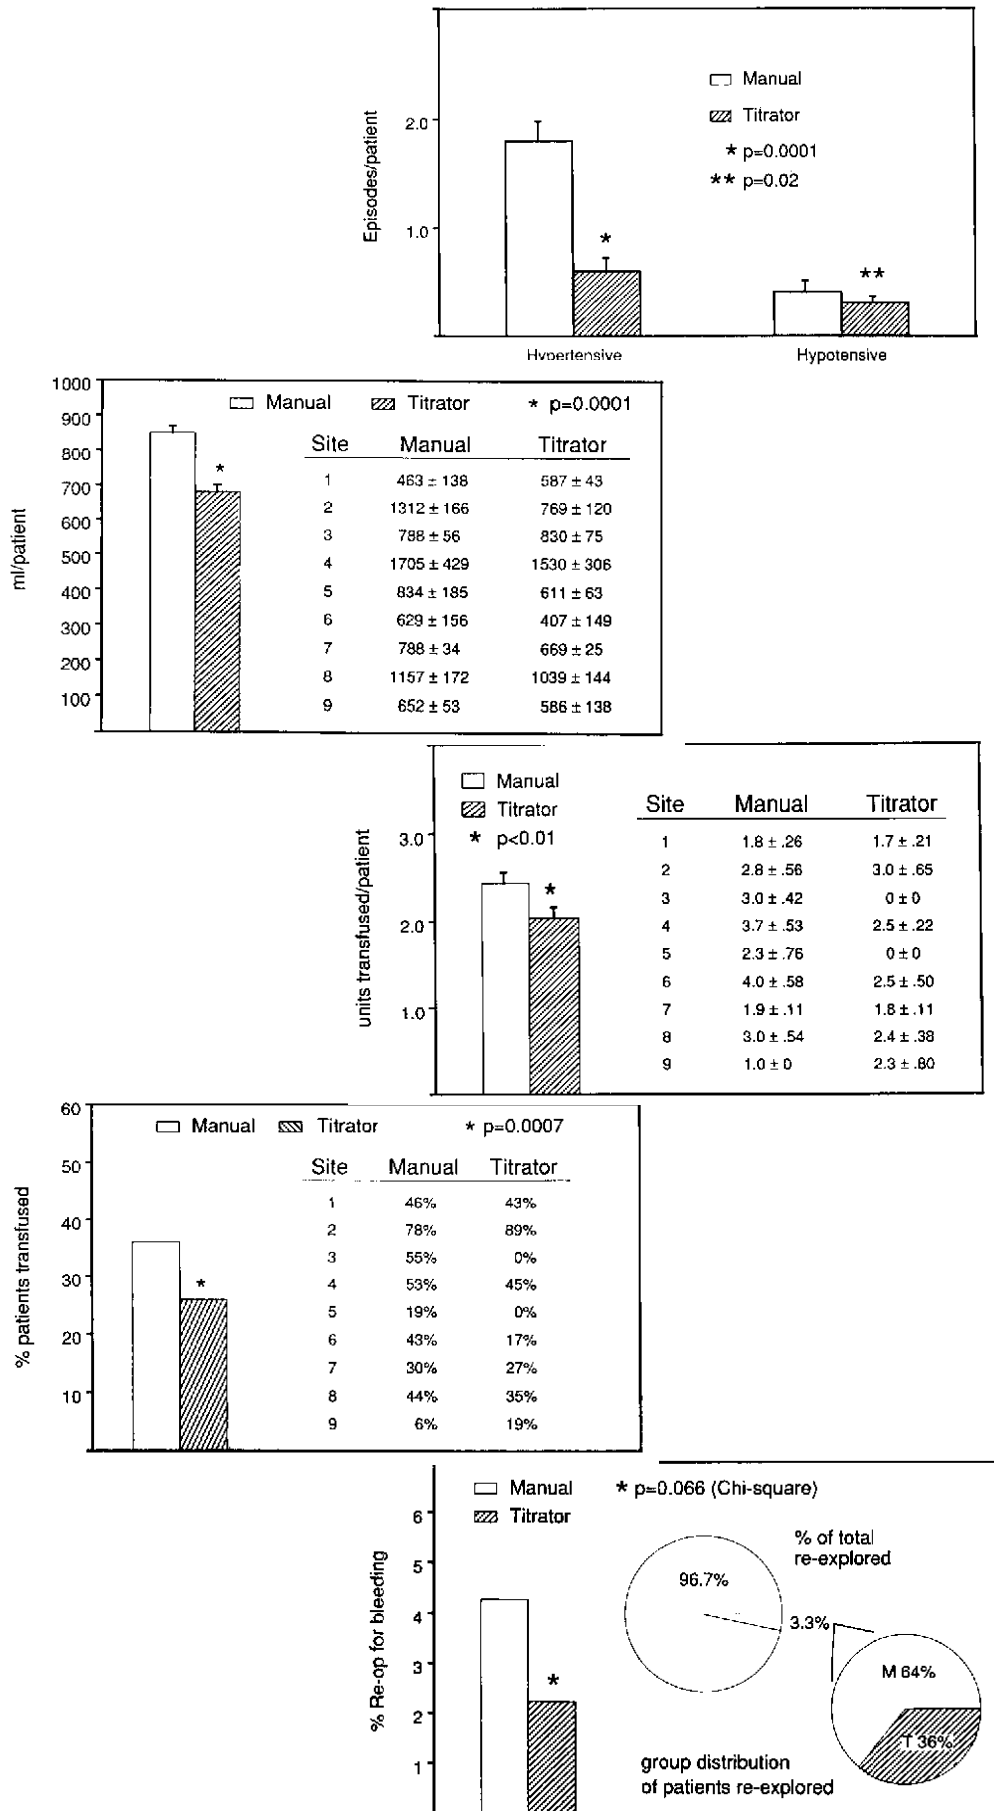 Manual
Titrator
* p=0.0001
** p=0.02
Episodes/patient
2.0
1.0
*
**
Hypertensive
Hypotensive
1000
900
800
700
600
500
400
300
200
100
ml/patient
Manual Titrator * p=0.0001
*
Site Manual Titrator
1 463 ± 138 587 ± 43
2 1312 ± 166 769 ± 120
3 788 ± 56 830 ± 75
4 1705 ± 429 1530 ± 306
5 834 ± 185 611 ± 63
6 629 ± 156 407 ± 149
7 788 ± 34 669 ± 25
8 1157 ± 172 1039 ± 144
9 652 ± 53 586 ± 138
Manual
Titrator
* p<0.01
units transfused/patient
3.0
2.0
1.0
*
Site Manual Titrator
1 1.8 ± .26 1.7 ± .21
2 2.8 ± .56 3.0 ± .65
3 3.0 ± .42 0 ± 0
4 3.7 ± .53 2.5 ± .22
5 2.3 ± .76 0 ± 0
6 4.0 ± .58 2.5 ± .50
7 1.9 ± .11 1.8 ± .11
8 3.0 ± .54 2.4 ± .38
9 1.0 ± 0 2.3 ± .80
60
50
40
30
20
10
% patients transfused
Manual Titrator * p=0.0007
*
Site Manual Titrator
1 46% 43%
2 78% 89%
3 55% 0%
4 53% 45%
5 19% 0%
6 43% 17%
7 30% 27%
8 44% 35%
9 6% 19%
Manual * p=0.066 (Chi-square)
Titrator
% Re-op for bleeding
6
5
4
3
2
1
*
% of total
re-explored
96.7%
3.3%
M 64%
T 36%
group distribution
of patients re-explored